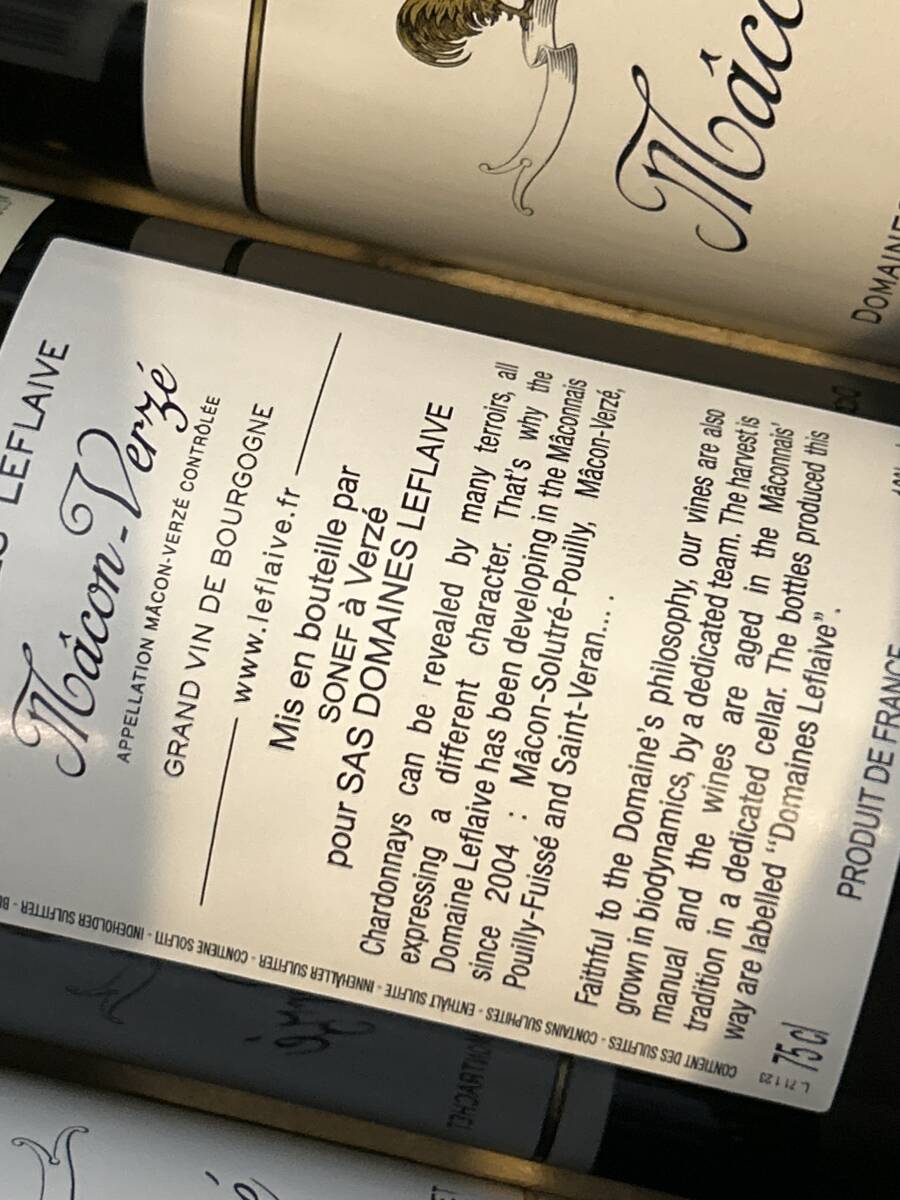 LEFLAIVE
Mâcon-Verzé
APPELLATION MÂCON-VERZÉ CONTRÔLÉE
GRAND VIN DE BOURGOGNE
www.leflaive.fr
Mis en bouteille par
SONEF à Verzé
pour SAS DOMAINES LEFLAIVE
Chardonnays can be revealed by many terroirs, all
expressing a different character. That's why the
Domaine Leflaive has been developing in the Mâconnais
since 2004 : Mâcon-Solutré-Pouilly, Mâcon-Verzé,
Pouilly-Fuissé and Saint-Veran... .
Faithful to the Domaine's philosophy, our vines are also
grown in biodynamics, by a dedicated team. The harvest is
manual and the wines are aged in the Mâconnais'
tradition in a dedicated cellar. The bottles produced this
way are labelled “Domaines Leflaive”.
75 cl
PRODUIT DE FRANCE
L 71 1 23
CONTIENT DES SULFITES - CONTAINS SULPHITES - ENTHÄLT SULFITE - INNEHÅLLER SULFITER - CONTIENE SOLFITI - INDEHOLDER SULFITTER -
Mâc
DOMAINES